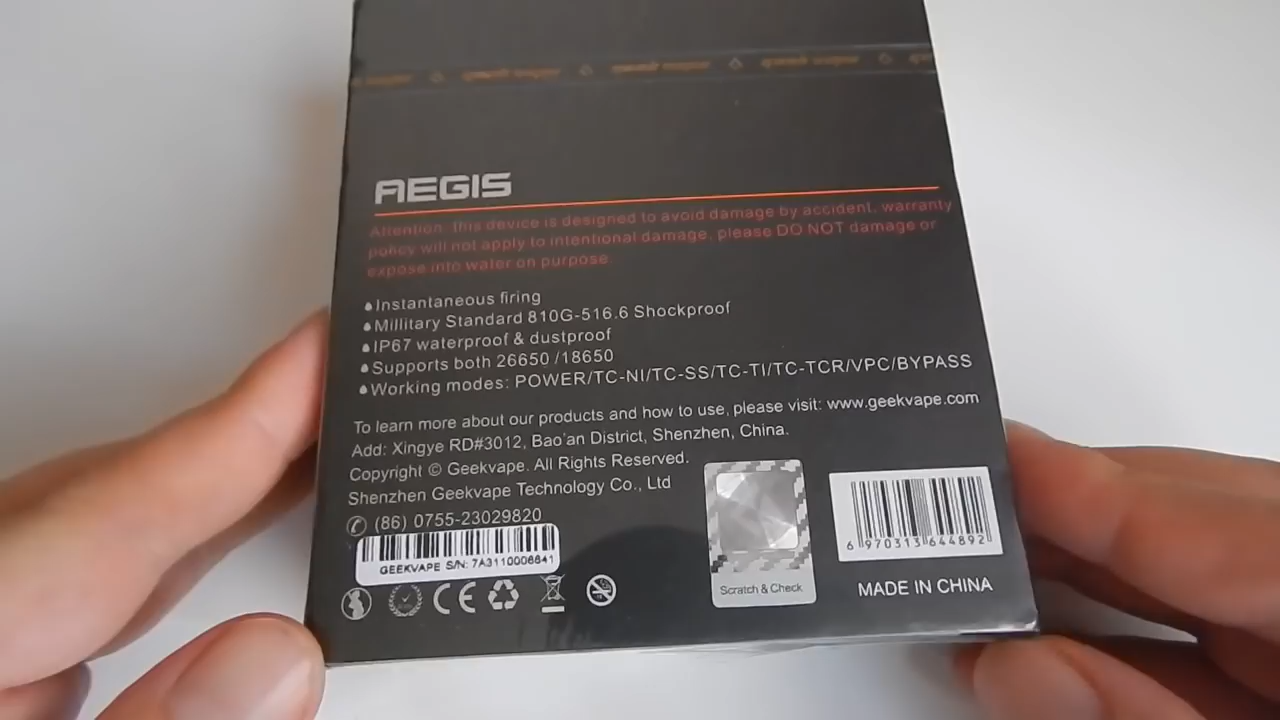 AEGIS
Attention: this device is designed to avoid damage by accident, warranty
policy will not apply to intentional damage, please DO NOT damage or
expose into water on purpose
Instantaneous firing
Millitary Standard 810G-516.6 Shockproof
IP67 waterproof & dustproof
Supports both 26650 /18650
Working modes: POWER/TC-NI/TC-SS/TC-TI/TC-TCR/VPC/BYPASS
To learn more about our products and how to use, please visit: www.geekvape.com
Add: Xingye RD#3012, Bao'an District, Shenzhen, China.
Copyright © Geekvape. All Rights Reserved.
Shenzhen Geekvape Technology Co., Ltd
(86) 0755-23029820
GEEKVAPE S/N: 7A3110006641
CE
Scratch & Check
6 970313 644892
MADE IN CHINA